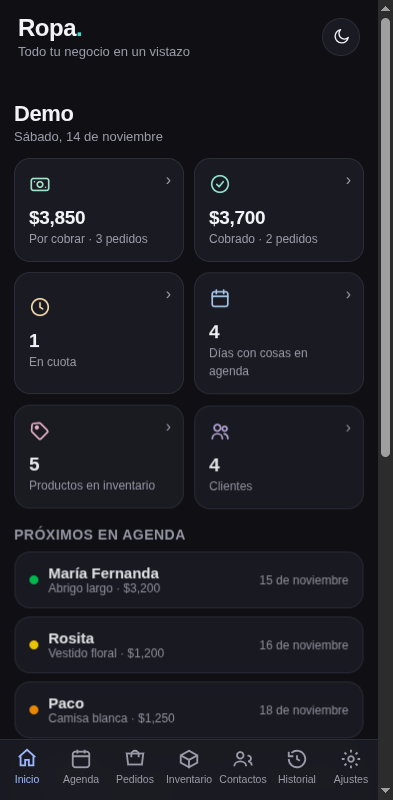 Ropa.
Todo tu negocio en un vistazo
Demo
Sábado, 14 de noviembre
$3,850
Por cobrar · 3 pedidos
$3,700
Cobrado · 2 pedidos
1
En cuota
4
Días con cosas en
agenda
5
Productos en inventario
4
Clientes
PRÓXIMOS EN AGENDA
María Fernanda
Abrigo largo · $3,200
15 de noviembre
Rosita
Vestido floral · $1,200
16 de noviembre
Paco
Camisa blanca · $1,250
18 de noviembre
Inicio
Agenda
Pedidos
Inventario
Contactos
Historial
Ajustes